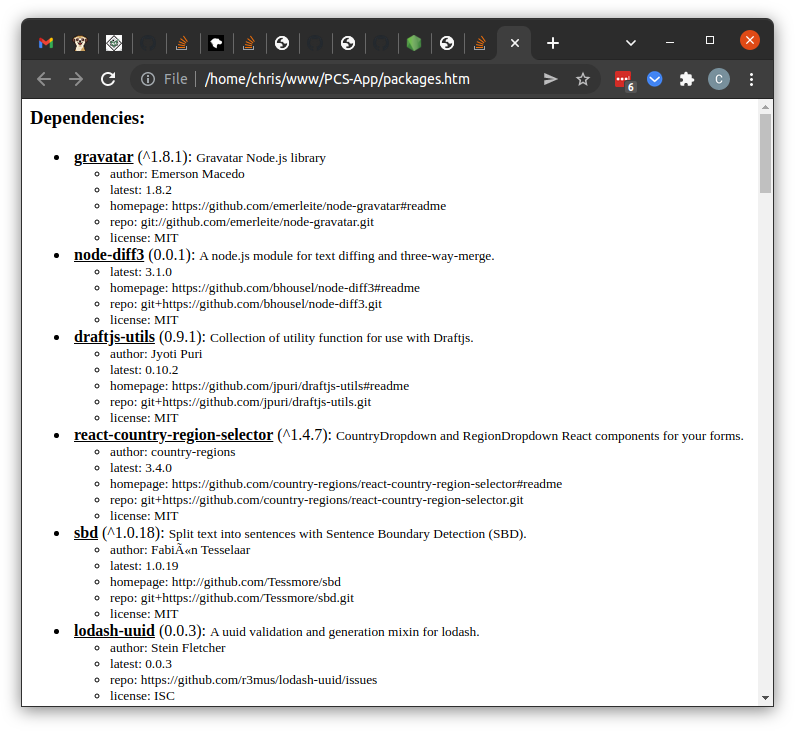 File /home/chris/www/PCS-App/packages.htm
6
C
Dependencies:
gravatar (^1.8.1): Gravatar Node.js library
author: Emerson Macedo
latest: 1.8.2
homepage: https://github.com/emerleite/node-gravatar#readme
repo: git://github.com/emerleite/node-gravatar.git
license: MIT
node-diff3 (0.0.1): A node.js module for text diffing and three-way-merge.
latest: 3.1.0
homepage: https://github.com/bhousel/node-diff3#readme
repo: git+https://github.com/bhousel/node-diff3.git
license: MIT
draftjs-utils (0.9.1): Collection of utility function for use with Draftjs.
author: Jyoti Puri
latest: 0.10.2
homepage: https://github.com/jpuri/draftjs-utils#readme
repo: git+https://github.com/jpuri/draftjs-utils.git
license: MIT
react-country-region-selector (^1.4.7): CountryDropdown and RegionDropdown React components for your forms.
author: country-regions
latest: 3.4.0
homepage: https://github.com/country-regions/react-country-region-selector#readme
repo: git+https://github.com/country-regions/react-country-region-selector.git
license: MIT
sbd (^1.0.18): Split text into sentences with Sentence Boundary Detection (SBD).
author: FabiÃ«n Tesselaar
latest: 1.0.19
homepage: http://github.com/Tessmore/sbd
repo: git+https://github.com/Tessmore/sbd.git
license: MIT
lodash-uuid (0.0.3): A uuid validation and generation mixin for lodash.
author: Stein Fletcher
latest: 0.0.3
repo: https://github.com/r3mus/lodash-uuid/issues
license: ISC